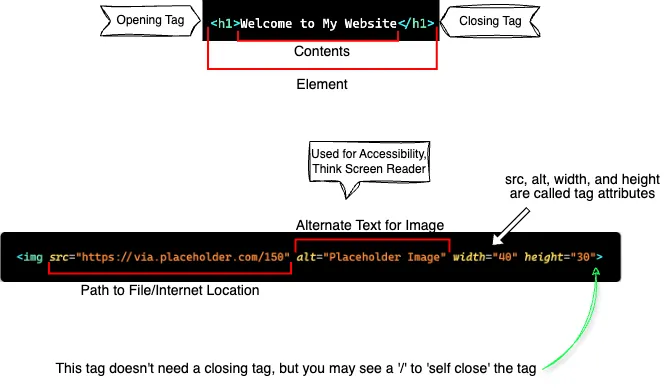 Opening Tag
<h1>Welcome to My Website</h1>
Closing Tag
Contents
Element
Used for Accessibility,
Think Screen Reader
src, alt, width, and height
are called tag attributes
Alternate Text for Image
<img src="https://via.placeholder.com/150" alt="Placeholder Image" width="40" height="30">
Path to File/Internet Location
This tag doesn't need a closing tag, but you may see a '/' to 'self close' the tag